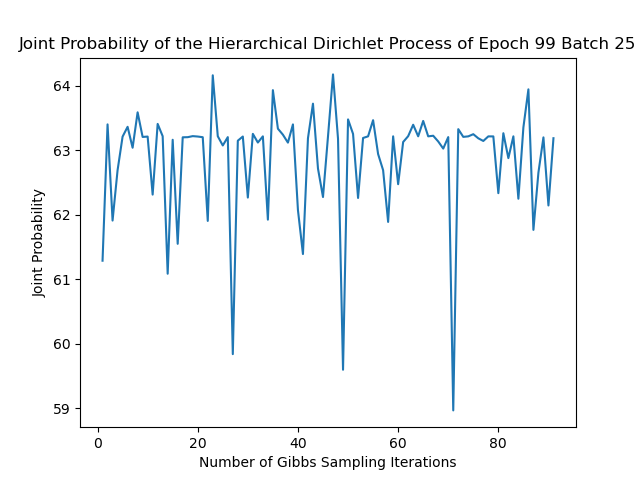 Joint Probability of the Hierarchical Dirichlet Process of Epoch 99 Batch 25
64
63
62
61
60
59
Joint Probability
0 20 40 60 80
Number of Gibbs Sampling Iterations